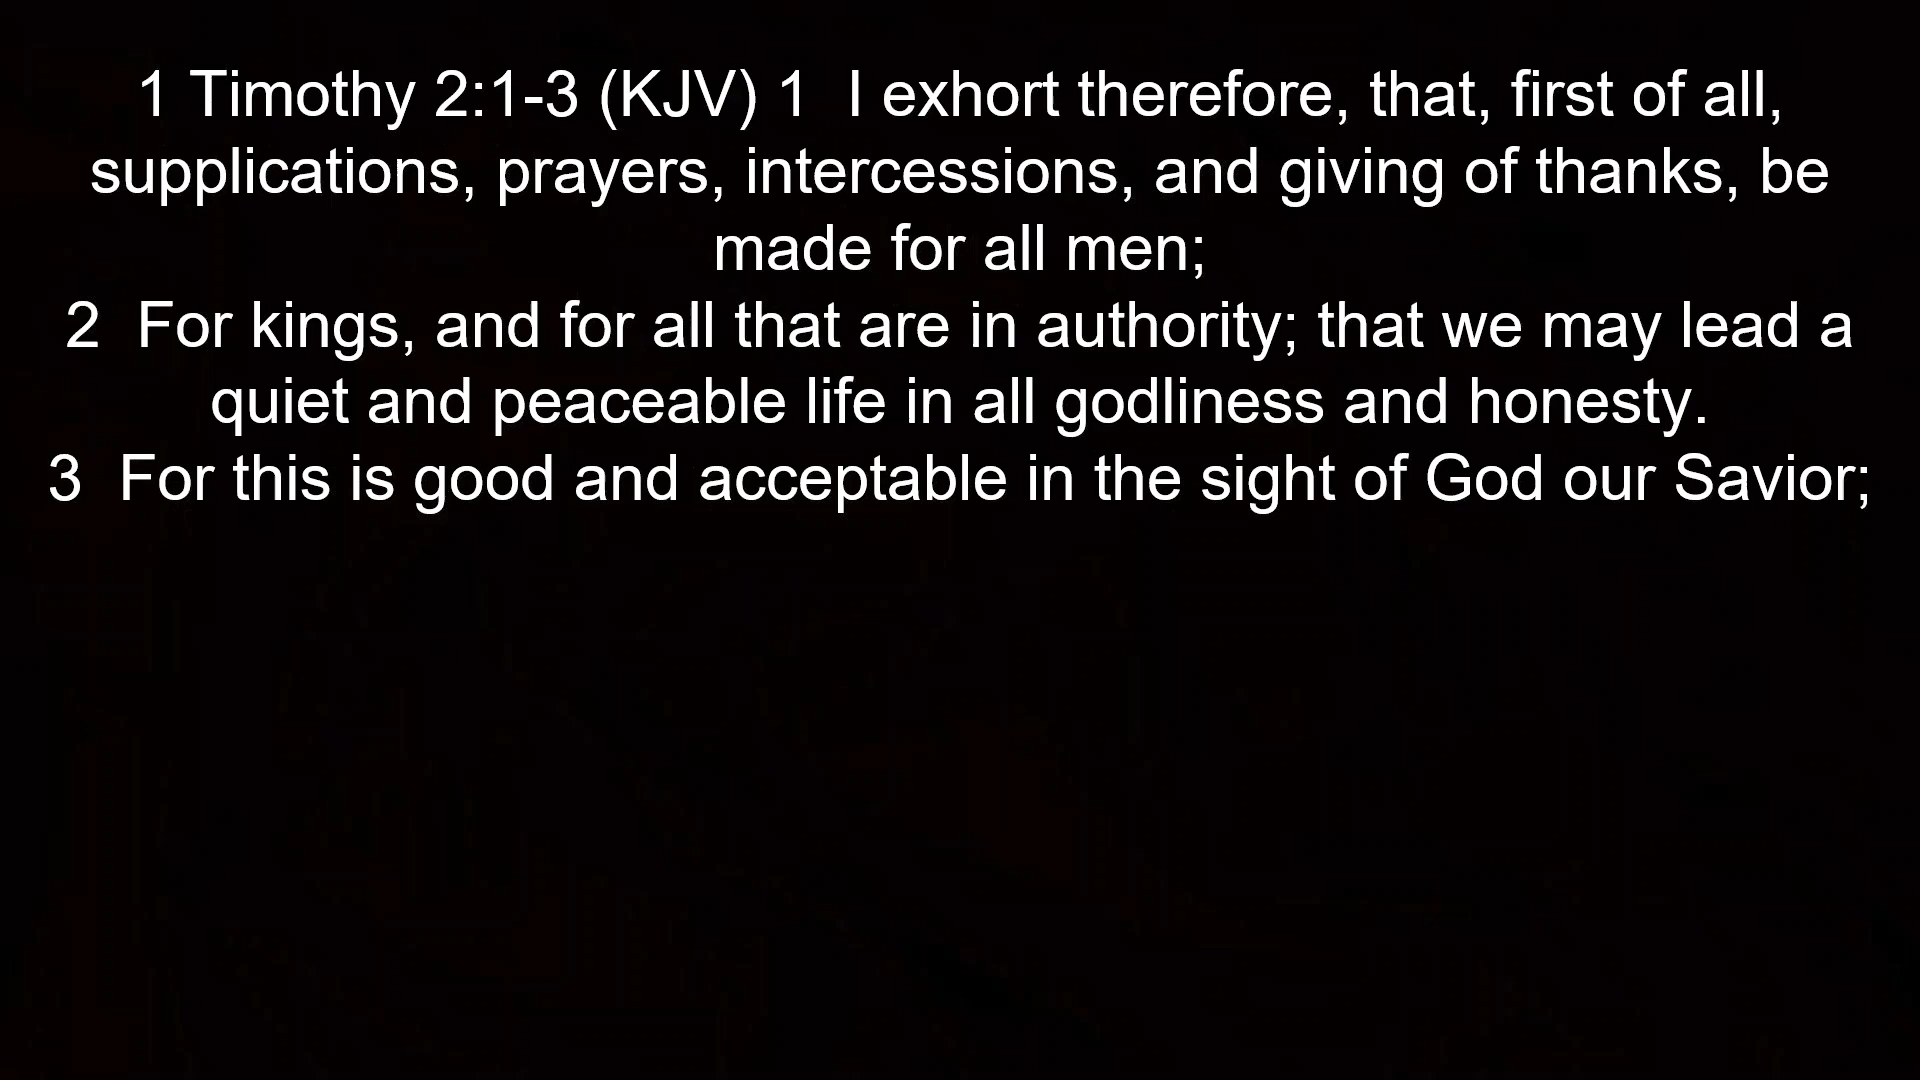 1 Timothy 2:1-3 (KJV) 1  I exhort therefore, that, first of all,
supplications, prayers, intercessions, and giving of thanks, be
made for all men;
2  For kings, and for all that are in authority; that we may lead a
quiet and peaceable life in all godliness and honesty.
3  For this is good and acceptable in the sight of God our Savior;